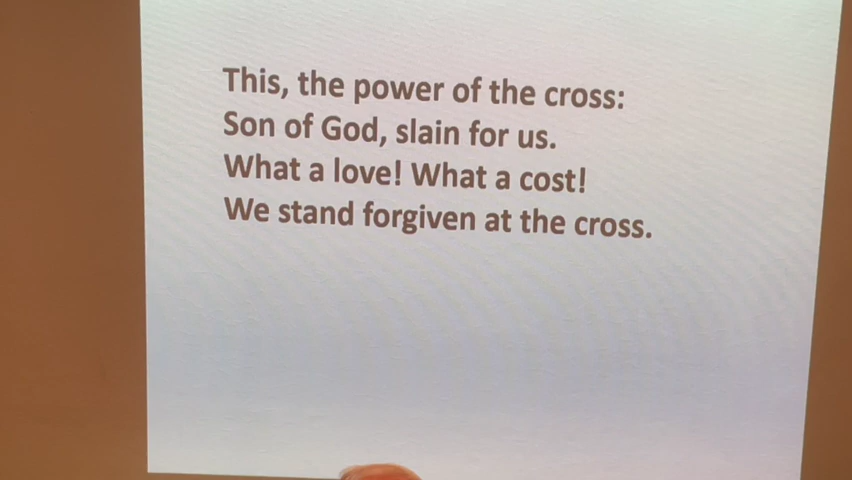 This, the power of the cross:
Son of God, slain for us.
What a love! What a cost!
We stand forgiven at the cross.